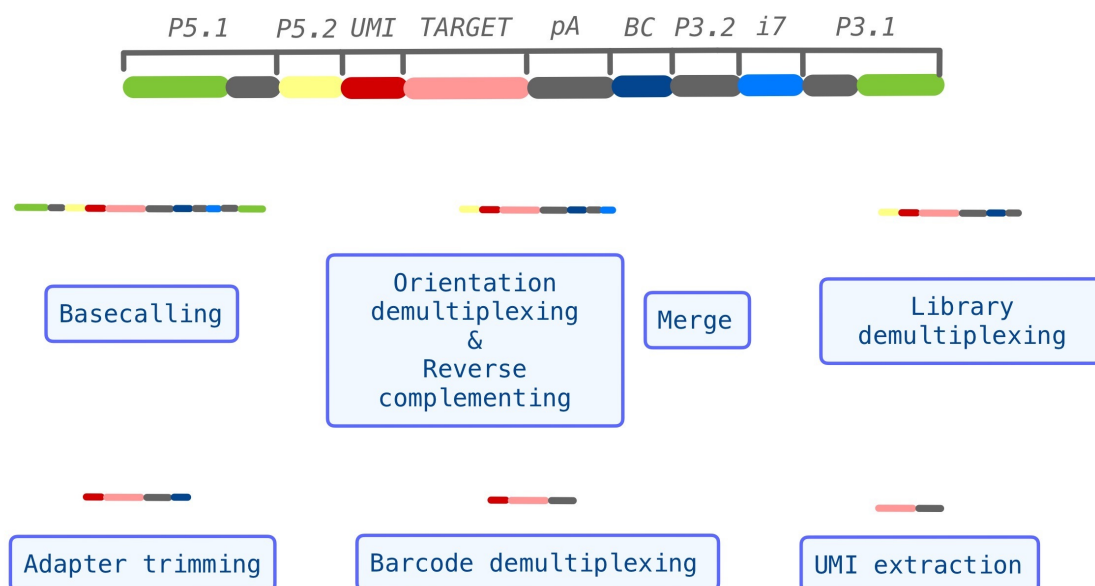 P5.1 P5.2 UMI TARGET pA BC P3.2 i7 P3.1
Basecalling
Orientation
demultiplexing
&
Reverse
complementing
Merge
Library
demultiplexing
Adapter trimming
Barcode demultiplexing
UMI extraction